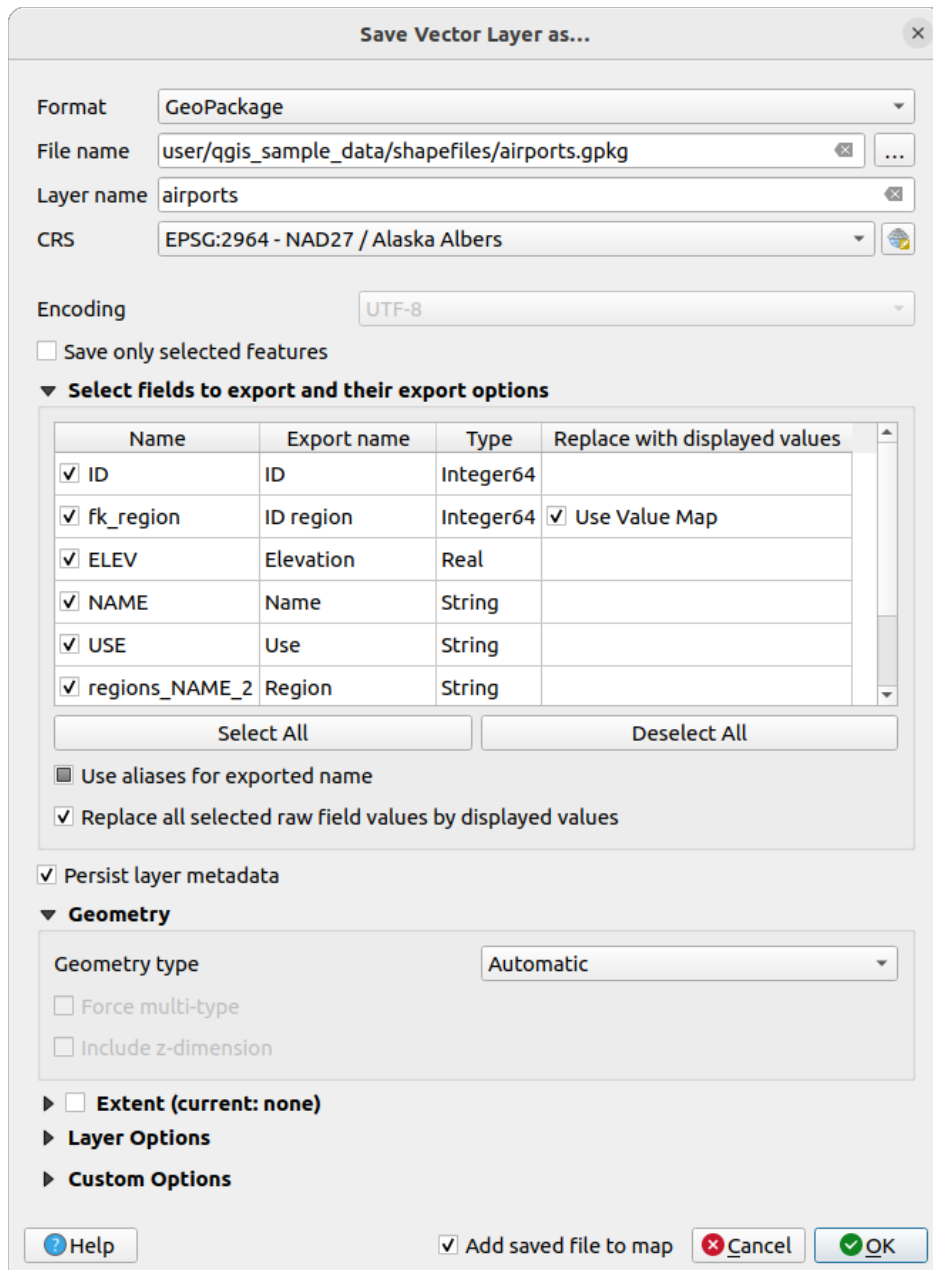 Save Vector Layer as...
Format GeoPackage
File name user/qgis_sample_data/shapefiles/airports.gpkg ...
Layer name airports
CRS EPSG:2964 - NAD27 / Alaska Albers
Encoding UTF-8
Save only selected features
Select fields to export and their export options
Name Export name Type Replace with displayed values
ID ID Integer64
fk_region ID region Integer64 Use Value Map
ELEV Elevation Real
NAME Name String
USE Use String
regions_NAME_2 Region String
Select All Deselect All
Use aliases for exported name
Replace all selected raw field values by displayed values
Persist layer metadata
Geometry
Geometry type Automatic
Force multi-type
Include z-dimension
Extent (current: none)
Layer Options
Custom Options
Help Add saved file to map Cancel OK